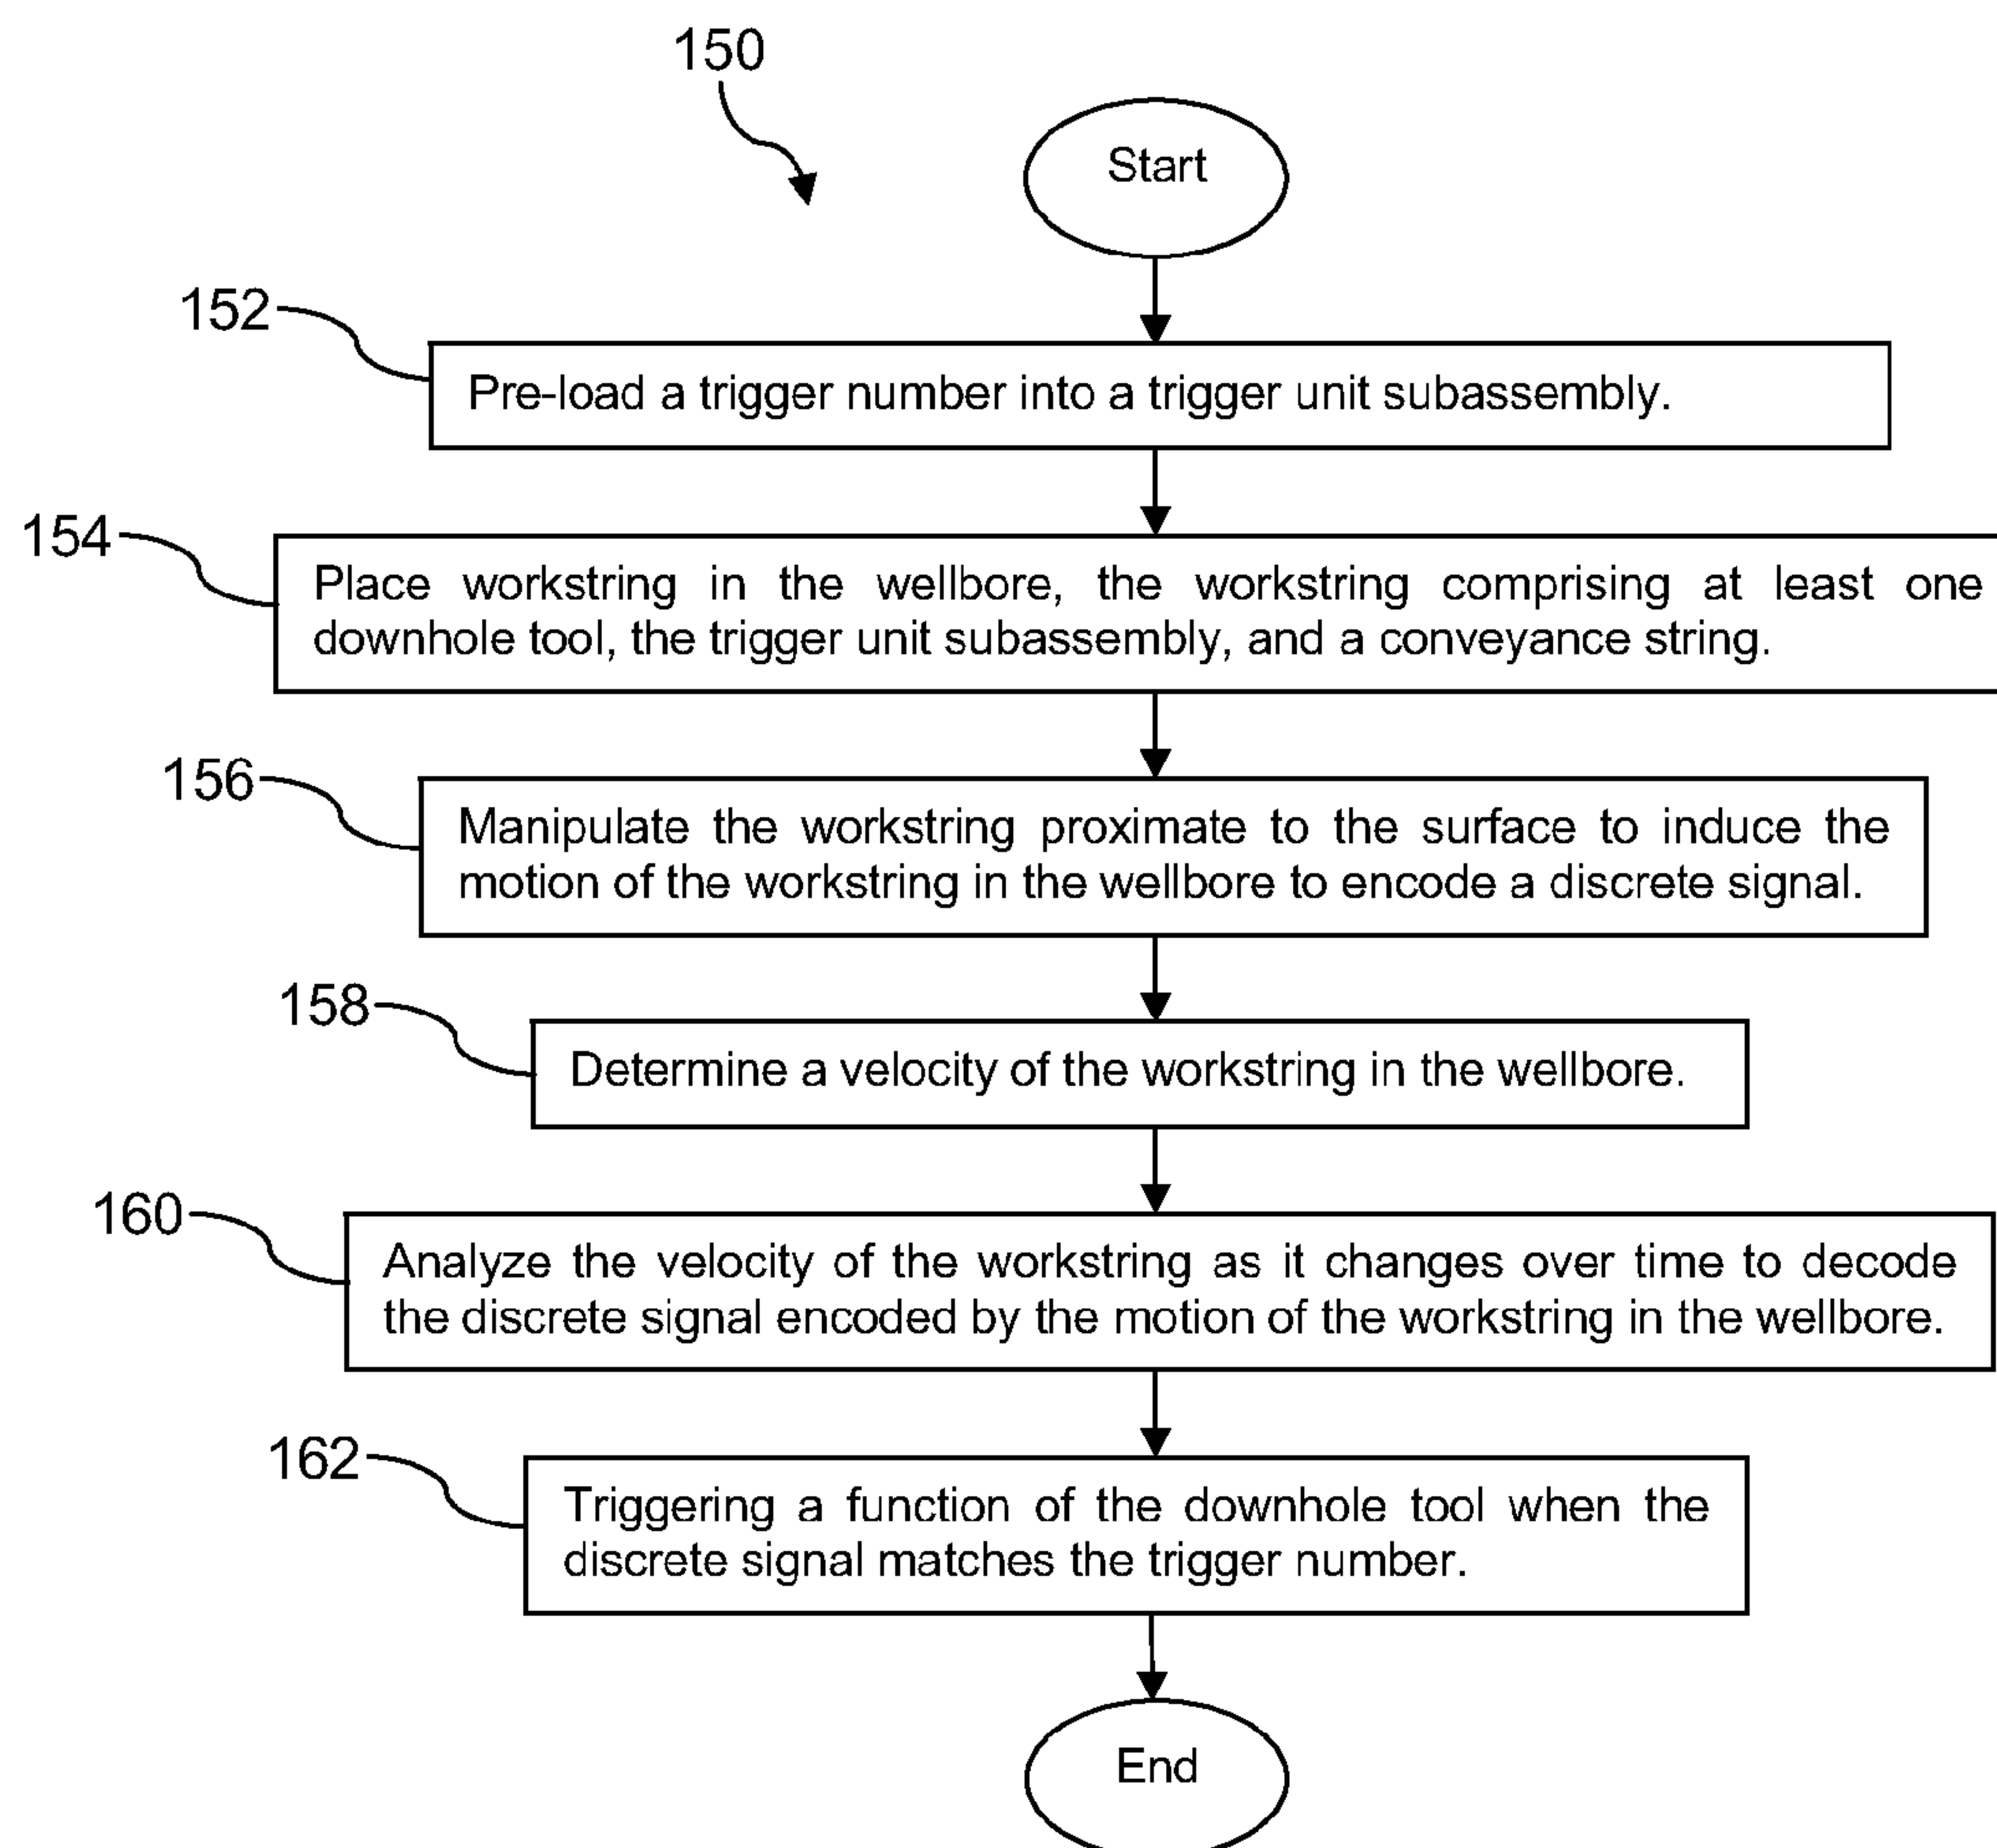 150
Start
152
Pre-load a trigger number into a trigger unit subassembly.
154
Place workstring in the wellbore, the workstring comprising at least one
downhole tool, the trigger unit subassembly, and a conveyance string.
156
Manipulate the workstring proximate to the surface to induce the
motion of the workstring in the wellbore to encode a discrete signal.
158
Determine a velocity of the workstring in the wellbore.
160
Analyze the velocity of the workstring as it changes over time to decode
the discrete signal encoded by the motion of the workstring in the wellbore.
162
Triggering a function of the downhole tool when the
discrete signal matches the trigger number.
End